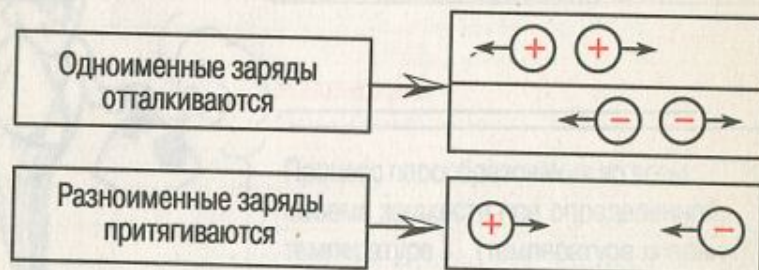 Одноименные заряды
отталкиваются
+ +
− −
Разноименные заряды
притягиваются
+ −